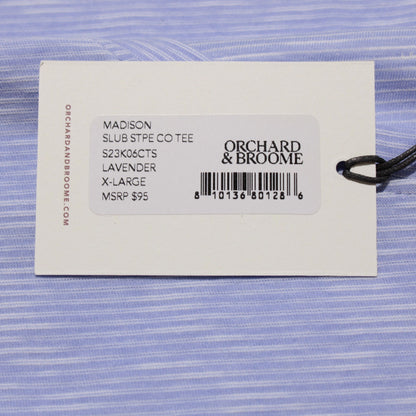 ORCHARDANDBROOME.COM
MADISON
SLUB STPE CO TEE
S23K06CTS
LAVENDER
X-LARGE
MSRP $95
ORCHARD
& BROOME
8 10136 80128 6